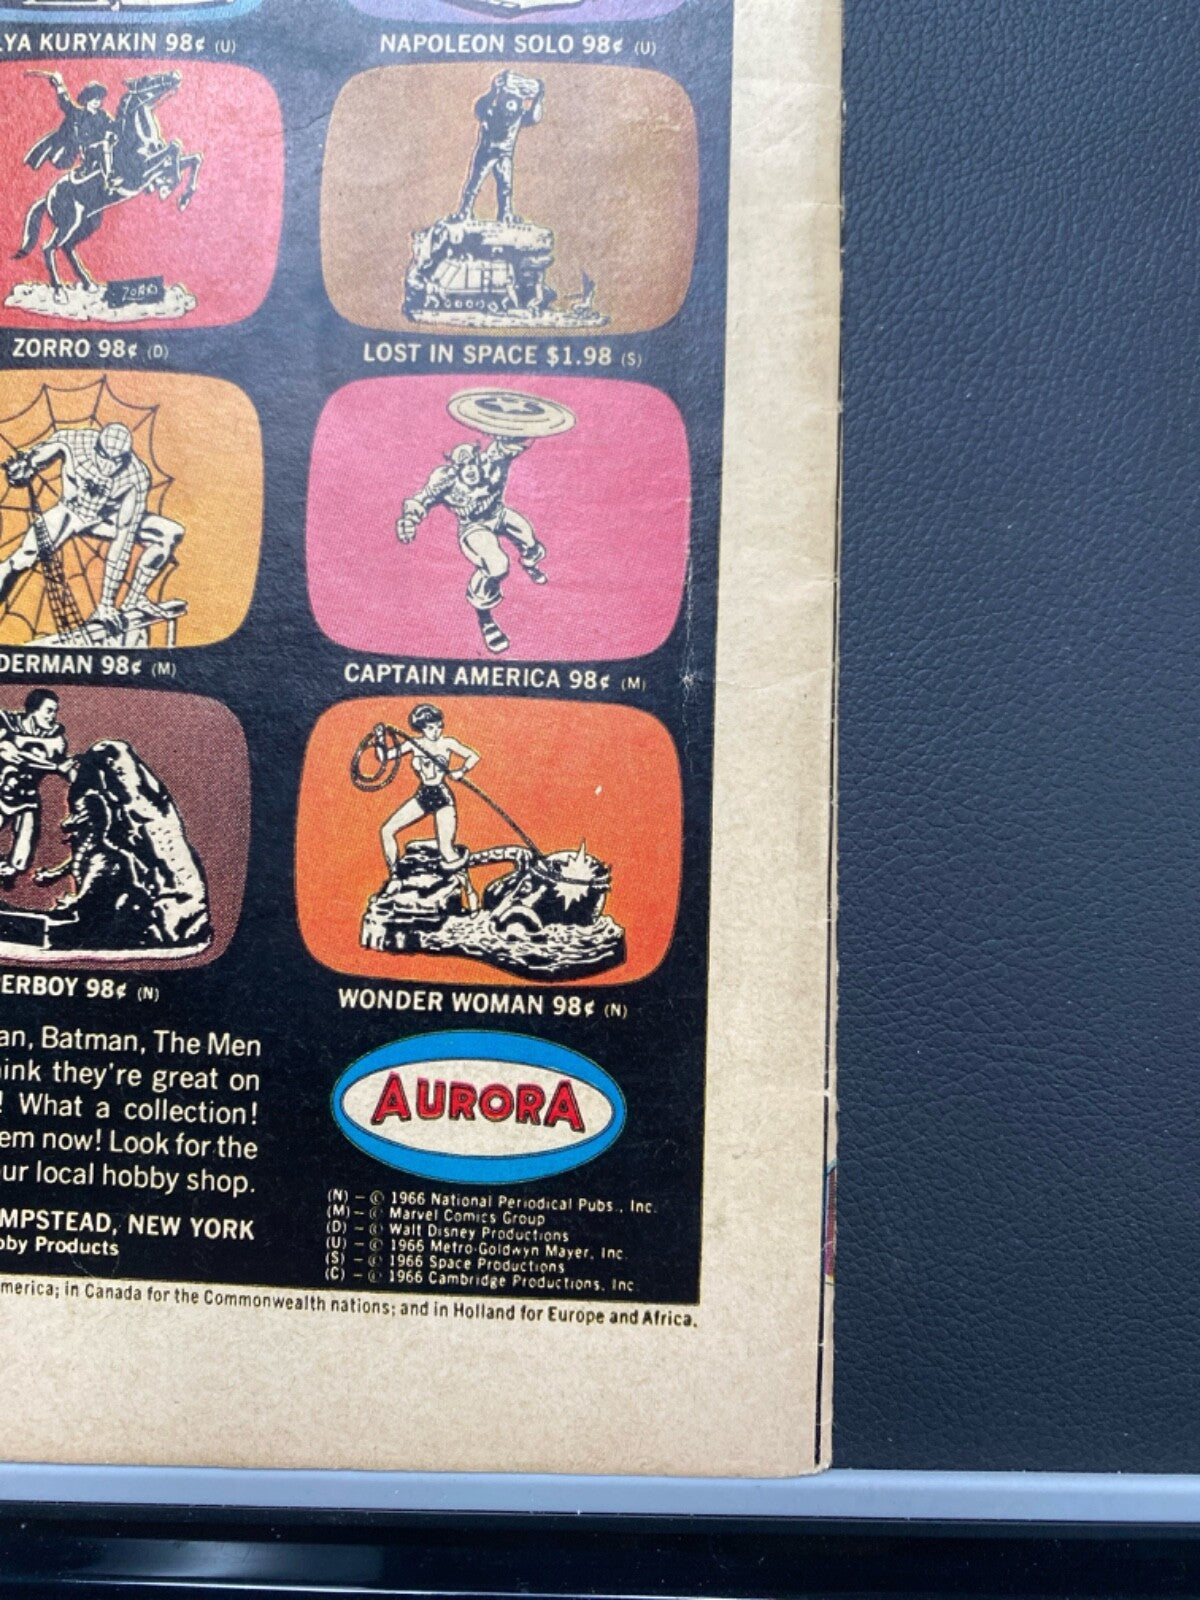 LYA KURYAKIN 98¢ (U)
NAPOLEON SOLO 98¢ (U)
ZORRO
ZORRO 98¢ (D)
LOST IN SPACE $1.98 (S)
DERMAN 98¢ (M)
CAPTAIN AMERICA 98¢ (M)
ERBOY 98¢ (N)
WONDER WOMAN 98¢ (N)
an, Batman, The Men
ink they're great on
! What a collection!
em now! Look for the
ur local hobby shop.
MPSTEAD, NEW YORK
bby Products
AURORA
(N) – © 1966 National Periodical Pubs., Inc.
(M) – © Marvel Comics Group
(D) – © Walt Disney Productions
(U) – © 1966 Metro-Goldwyn Mayer, Inc.
(S) – © 1966 Space Productions
(C) – © 1966 Cambridge Productions, Inc.
merica; in Canada for the Commonwealth nations; and in Holland for Europe and Africa.